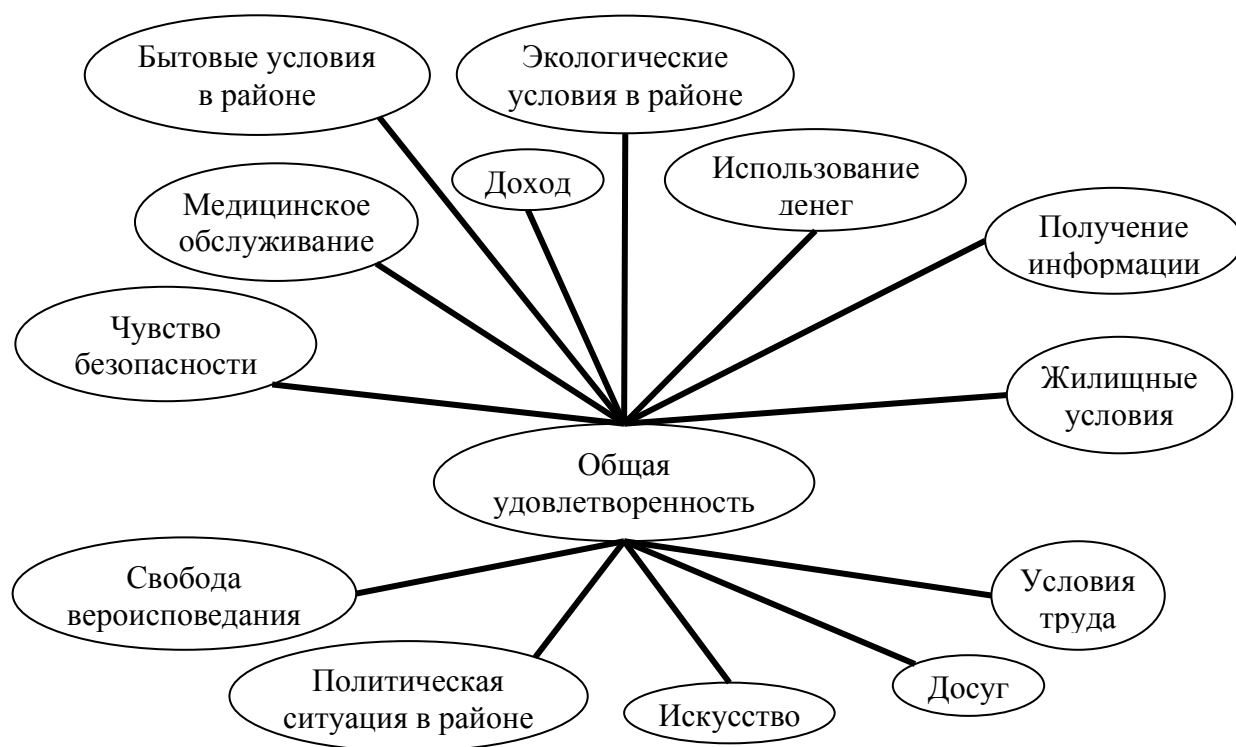 Бытовые условия
в районе
Экологические
условия в районе
Доход
Использование
денег
Медицинское
обслуживание
Получение
информации
Чувство
безопасности
Жилищные
условия
Общая
удовлетворенность
Свобода
вероисповедания
Условия
труда
Политическая
ситуация в районе
Искусство
Досуг